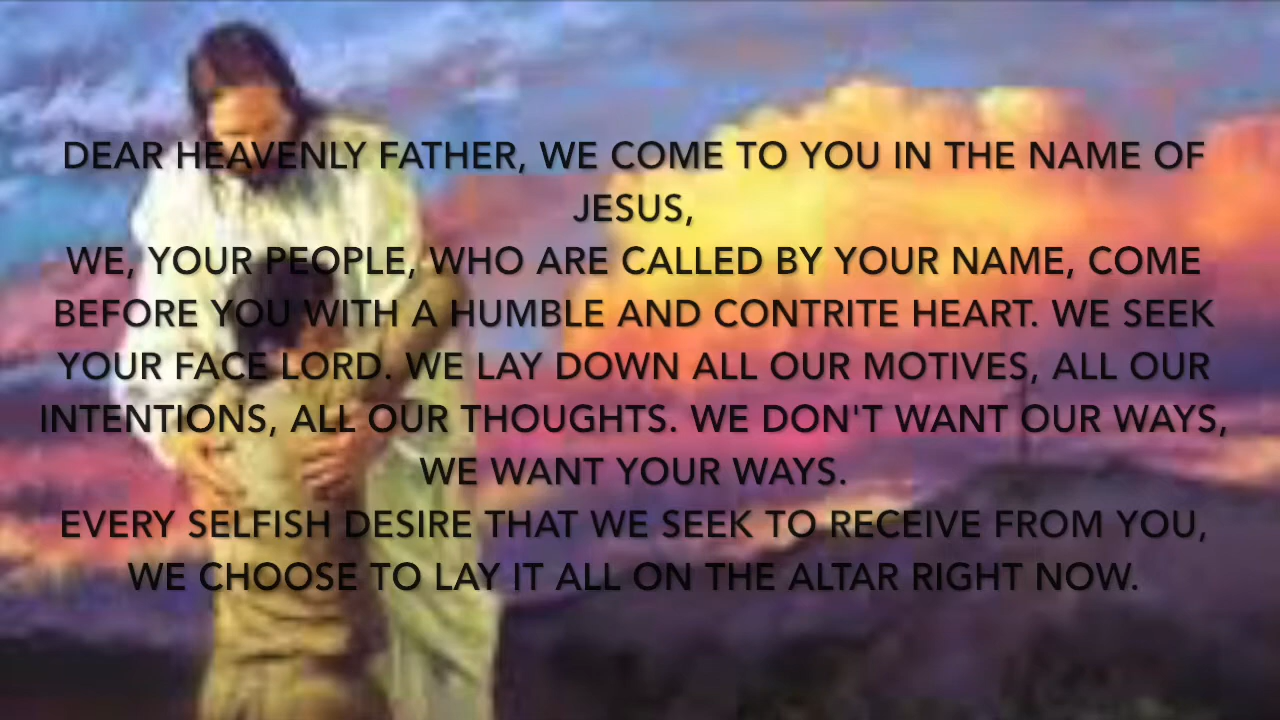 DEAR HEAVENLY FATHER, WE COME TO YOU IN THE NAME OF
JESUS,
WE, YOUR PEOPLE, WHO ARE CALLED BY YOUR NAME, COME
BEFORE YOU WITH A HUMBLE AND CONTRITE HEART. WE SEEK
YOUR FACE LORD. WE LAY DOWN ALL OUR MOTIVES, ALL OUR
INTENTIONS, ALL OUR THOUGHTS. WE DON'T WANT OUR WAYS,
WE WANT YOUR WAYS.
EVERY SELFISH DESIRE THAT WE SEEK TO RECEIVE FROM YOU,
WE CHOOSE TO LAY IT ALL ON THE ALTAR RIGHT NOW.